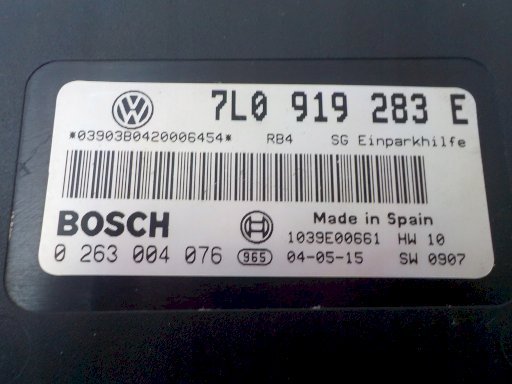 7L0 919 283 E
*03903B0420006454* RB4 SG Einparkhilfe
BOSCH
Made in Spain
1039E00661 HW 10
0 263 004 076 965 04-05-15 SW 0907